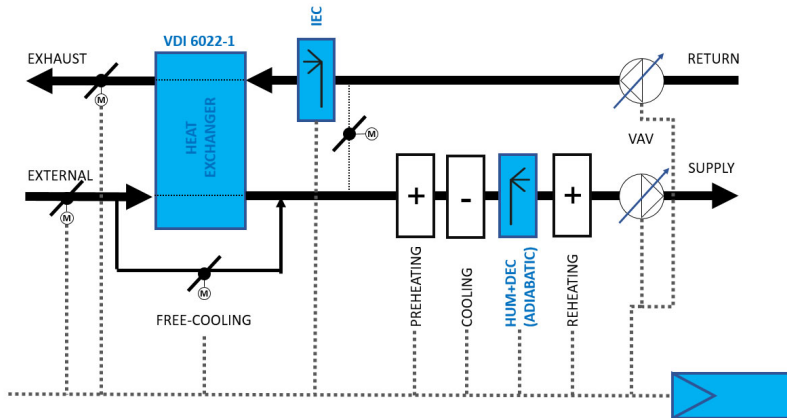 IEC
VDI 6022-1
EXHAUST
RETURN
M
HEAT
EXCHANGER
M
VAV
EXTERNAL
SUPPLY
+
-
+
M
M
FREE-COOLING
PREHEATING
COOLING
HUM+DEC
(ADIABATIC)
REHEATING